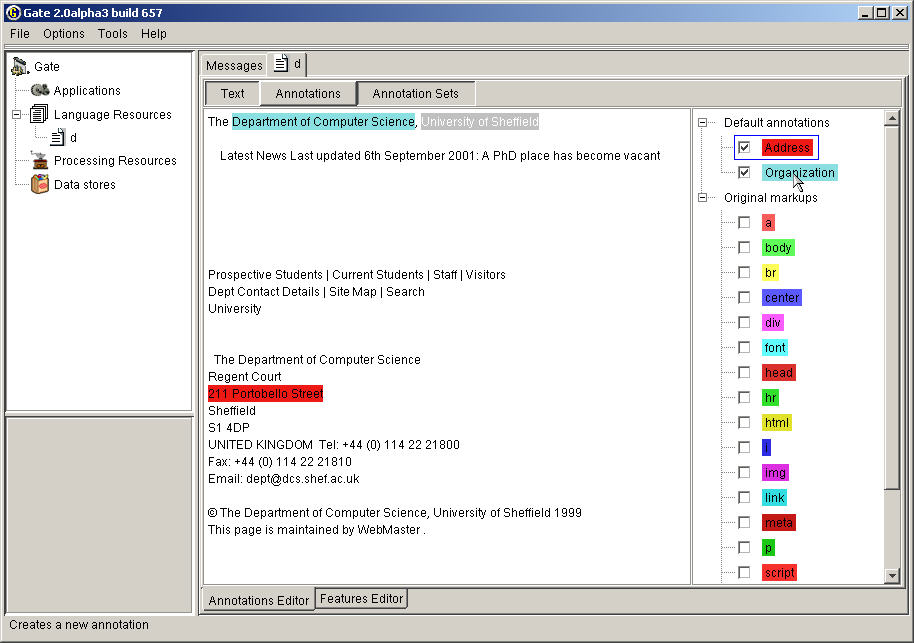 Gate 2.0alpha3 build 657
File Options Tools Help
Gate
Applications
Language Resources
d
Processing Resources
Data stores
Messages d
Text Annotations Annotation Sets
The Department of Computer Science, University of Sheffield
Latest News Last updated 6th September 2001: A PhD place has become vacant
Prospective Students | Current Students | Staff | Visitors
Dept Contact Details | Site Map | Search
University
The Department of Computer Science
Regent Court
211 Portobello Street
Sheffield
S1 4DP
UNITED KINGDOM Tel: +44 (0) 114 22 21800
Fax: +44 (0) 114 22 21810
Email: dept@dcs.shef.ac.uk
© The Department of Computer Science, University of Sheffield 1999
This page is maintained by WebMaster .
Default annotations
Address
Organization
Original markups
a
body
br
center
div
font
head
hr
html
i
img
link
meta
p
script
Annotations Editor Features Editor
Creates a new annotation